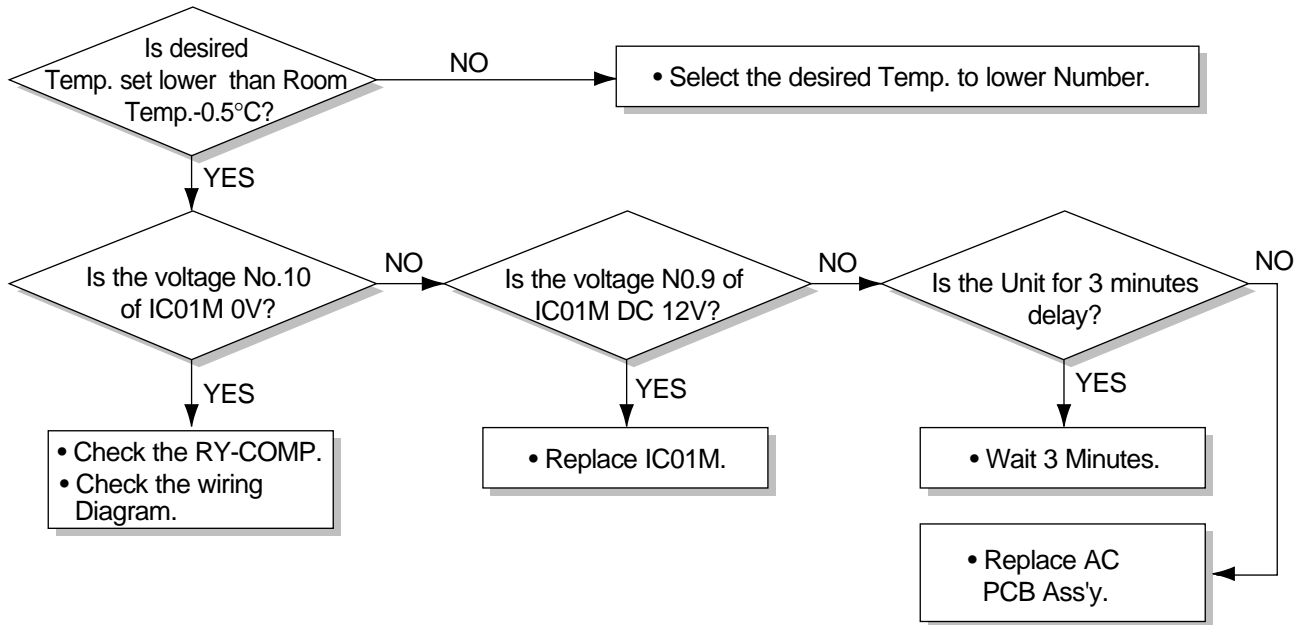 Is desired
Temp. set lower than Room
Temp.-0.5°C?
NO
• Select the desired Temp. to lower Number.
YES
Is the voltage No.10
of IC01M 0V?
NO
Is the voltage N0.9 of
IC01M DC 12V?
NO
Is the Unit for 3 minutes
delay?
NO
YES
YES
YES
• Check the RY-COMP.
• Check the wiring
Diagram.
• Replace IC01M.
• Wait 3 Minutes.
• Replace AC
PCB Ass'y.